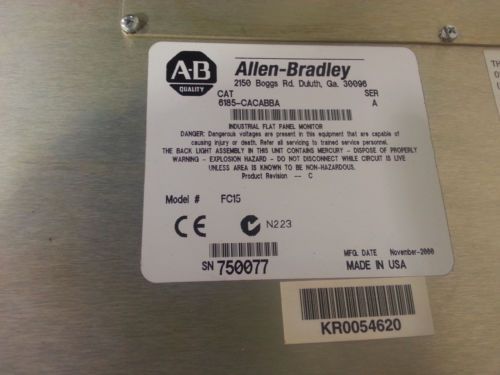 A-B
QUALITY
Allen-Bradley
2150 Boggs Rd. Duluth, Ga. 30096
CAT SER
6185-CACABBA A
INDUSTRIAL FLAT PANEL MONITOR
DANGER: Dangerous voltages are present in this equipment that are capable of
causing injury or death. Refer all servicing to trained service personnel.
THE BACK LIGHT ASSEMBLY IN THIS UNIT CONTAINS MERCURY - DISPOSE OF PROPERLY
WARNING - EXPLOSION HAZARD - DO NOT DISCONNECT WHILE CIRCUIT IS LIVE
UNLESS AREA IS KNOWN TO BE NON-HAZARDOUS.
Product Revision -- C
Model # FC15
CE N223
MFG. DATE November-2000
SN 750077 MADE IN USA
KR0054620
TH